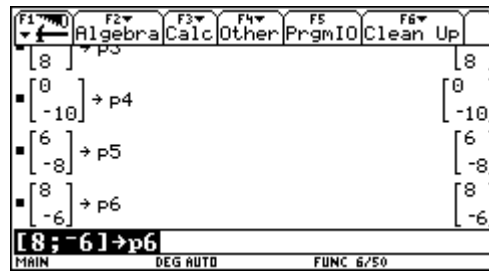 F1 F2 F3 F4 F5 F6
Algebra Calc Other PrgmIO Clean Up
[8] → p3 [8
[0 -10] → p4 [0 -10
[6 -8] → p5 [6 -8
[8 -6] → p6 [8 -6
[8;-6]→p6
MAIN DEG AUTO FUNC 6/50